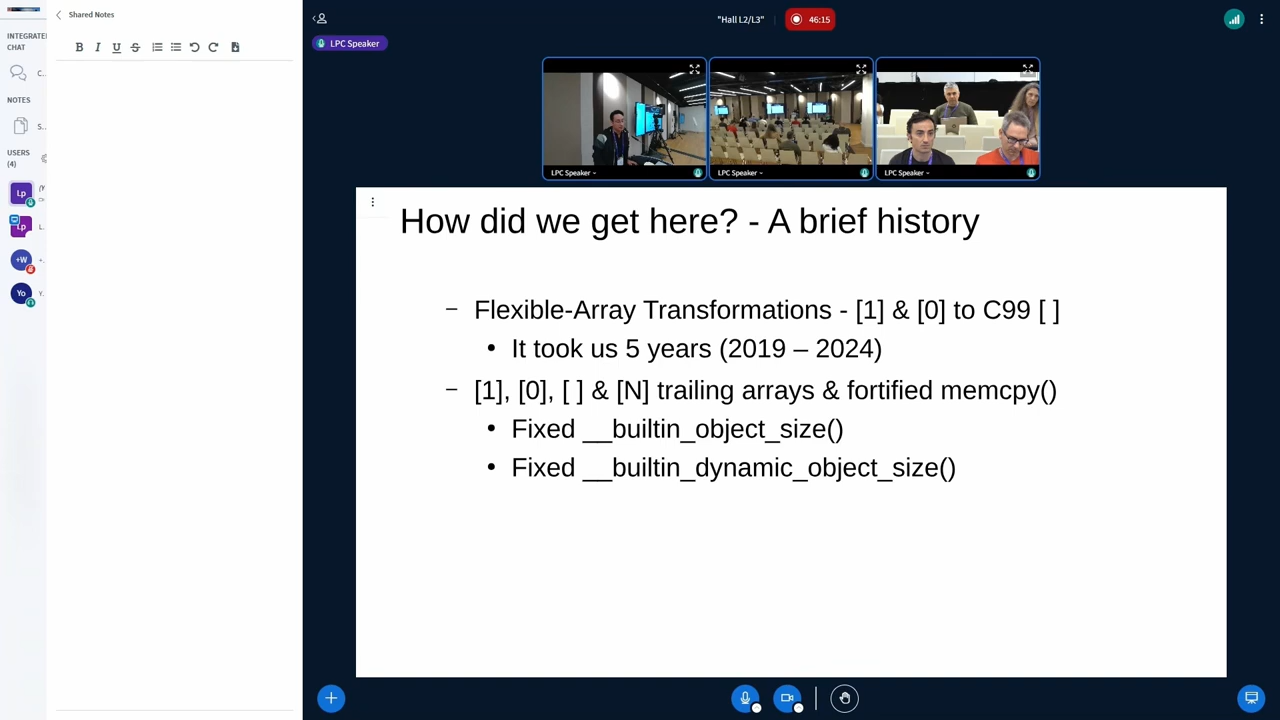 Shared Notes
INTEGRATE
CHAT
C..
NOTES
S..
USERS
(4)
Lp
Lp
L..
+W
+.
Yo
Y.
B I U S
"Hall L2/L3"
46:15
LPC Speaker
LPC Speaker
LPC Speaker
LPC Speaker
How did we get here? - A brief history
– Flexible-Array Transformations - [1] & [0] to C99 [ ]
• It took us 5 years (2019 – 2024)
– [1], [0], [ ] & [N] trailing arrays & fortified memcpy()
• Fixed __builtin_object_size()
• Fixed __builtin_dynamic_object_size()